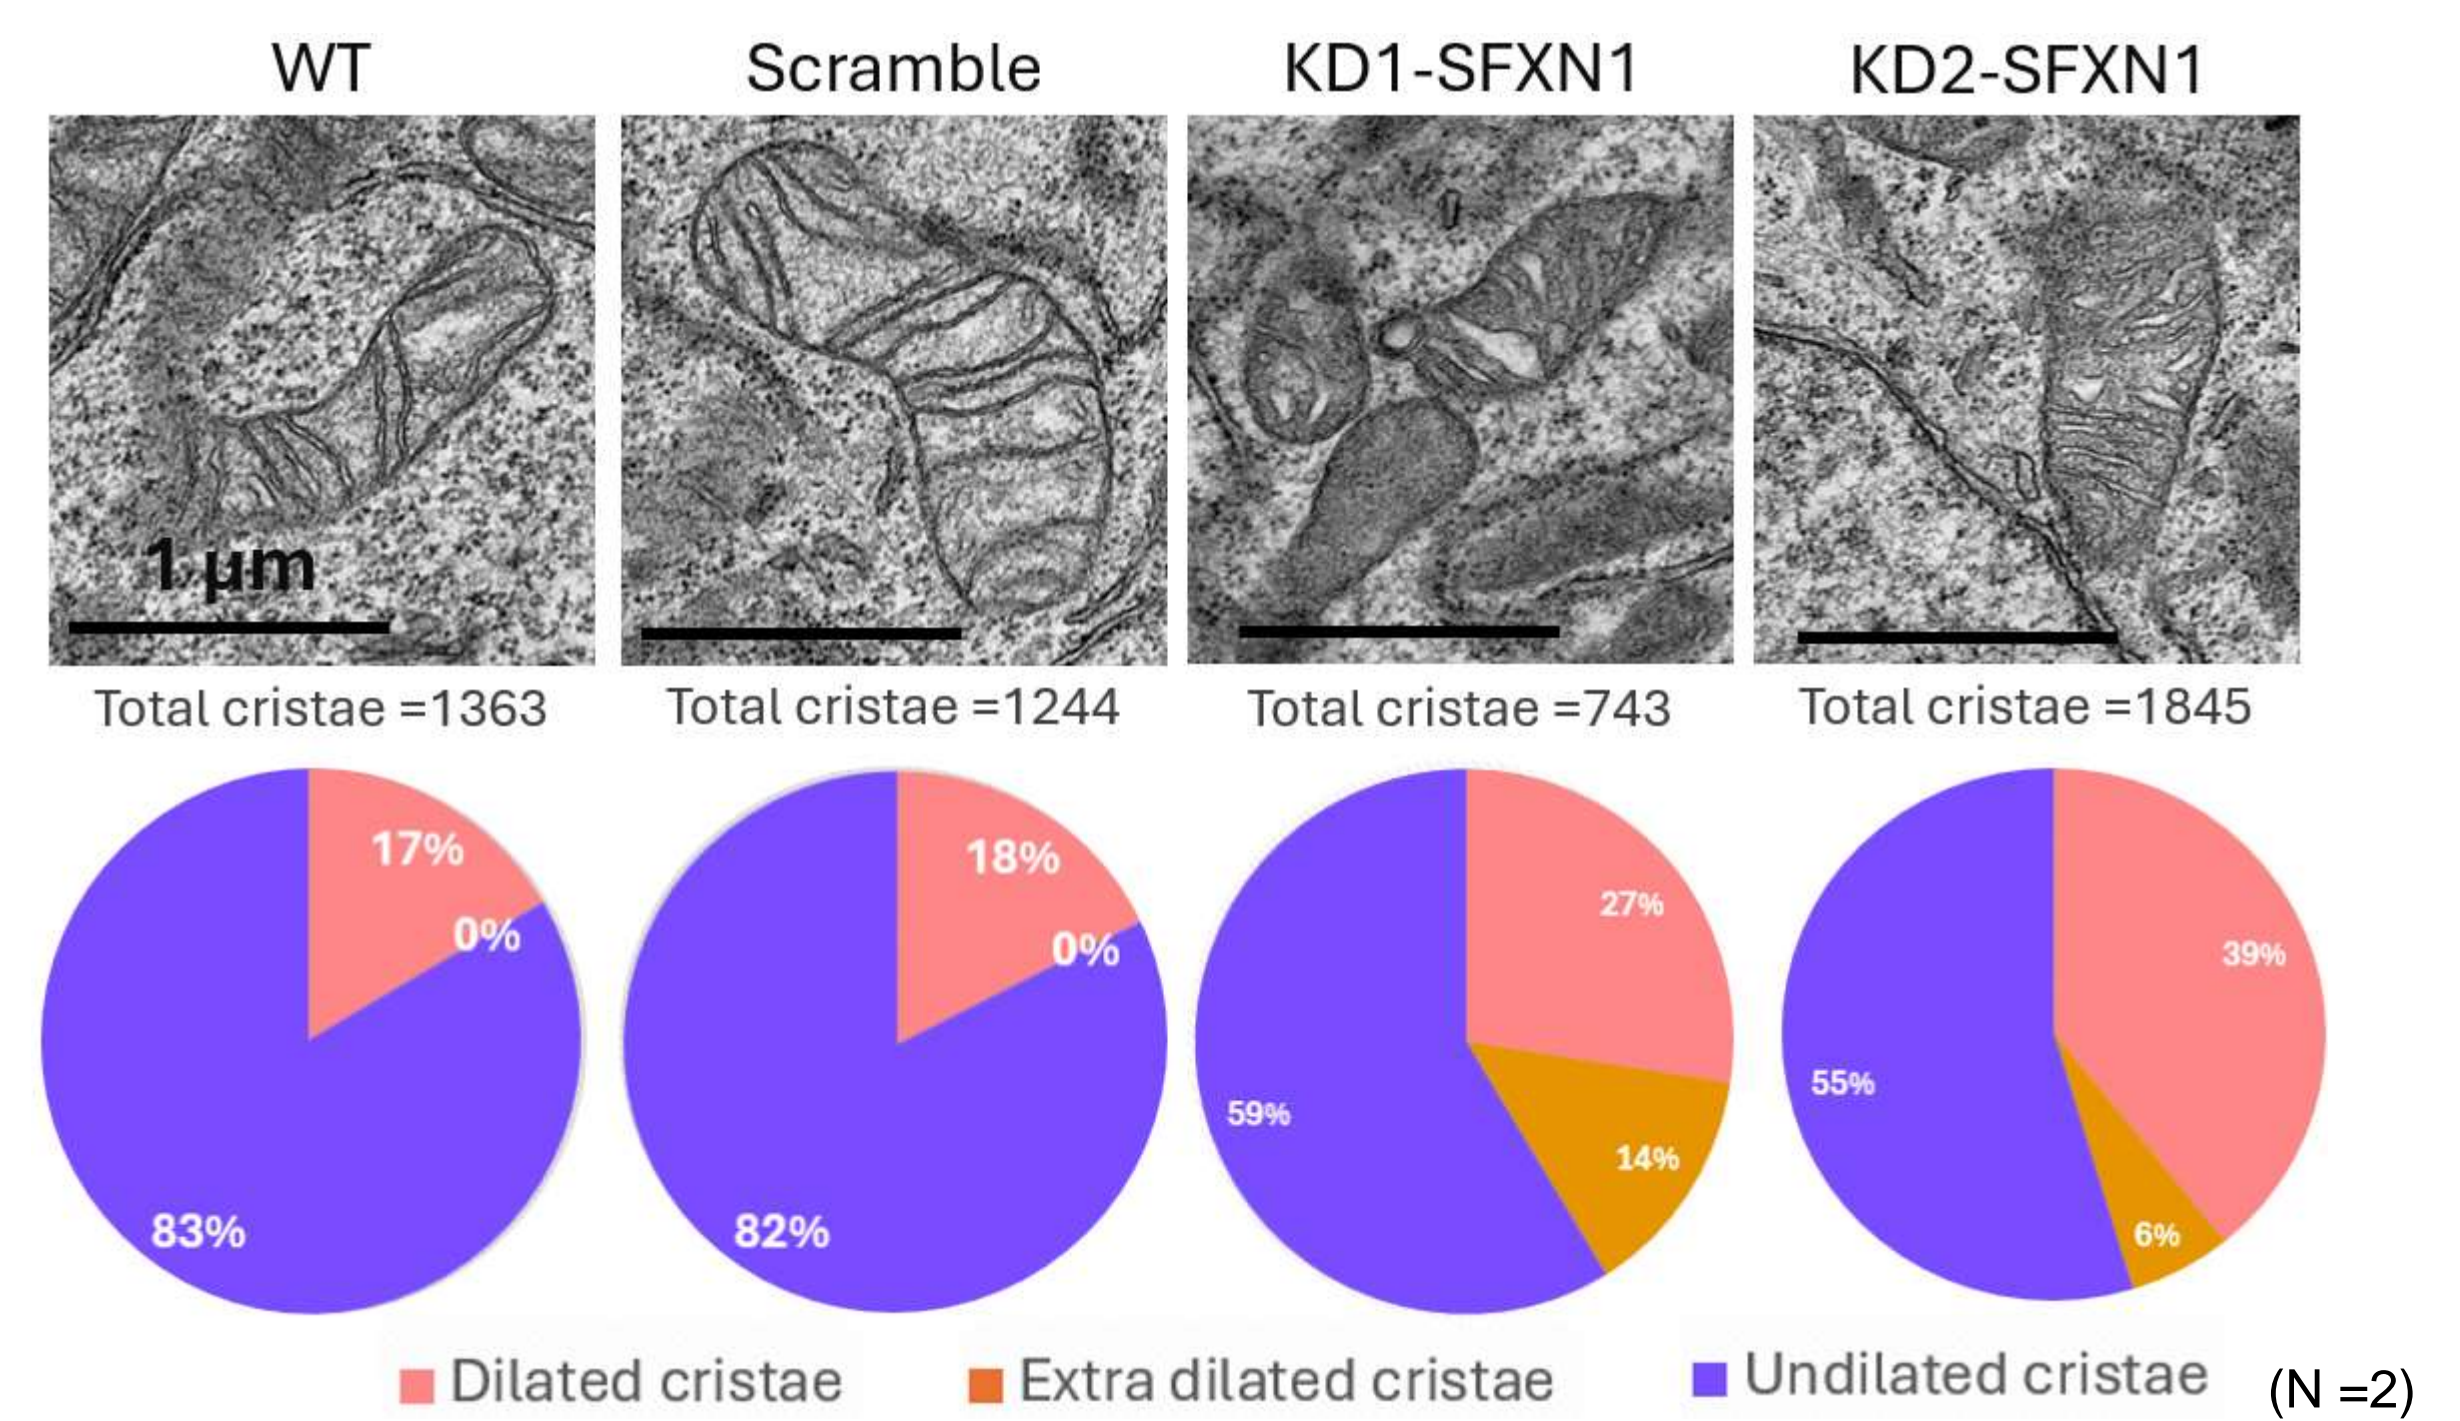 WT
Scramble
KD1-SFXN1
KD2-SFXN1
1 µm
Total cristae =1363
Total cristae =1244
Total cristae =743
Total cristae =1845
17%
0%
83%
18%
0%
82%
27%
14%
59%
39%
6%
55%
Dilated cristae
Extra dilated cristae
Undilated cristae
(N =2)